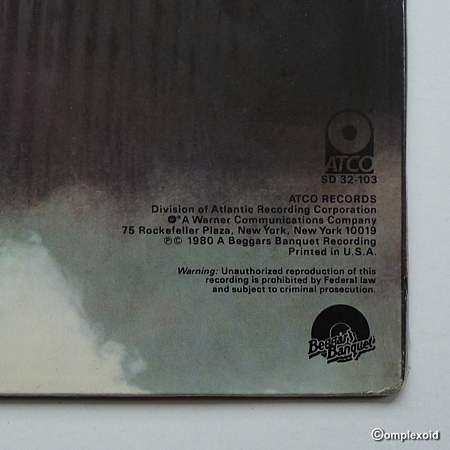 ATCO
SD 32-103
ATCO RECORDS
Division of Atlantic Recording Corporation
A Warner Communications Company
75 Rockefeller Plaza, New York, New York 10019
℗© 1980 A Beggars Banquet Recording
Printed in U.S.A.
Warning: Unauthorized reproduction of this
recording is prohibited by Federal law
and subject to criminal prosecution.
Beggars
Banquet
©omplexoid